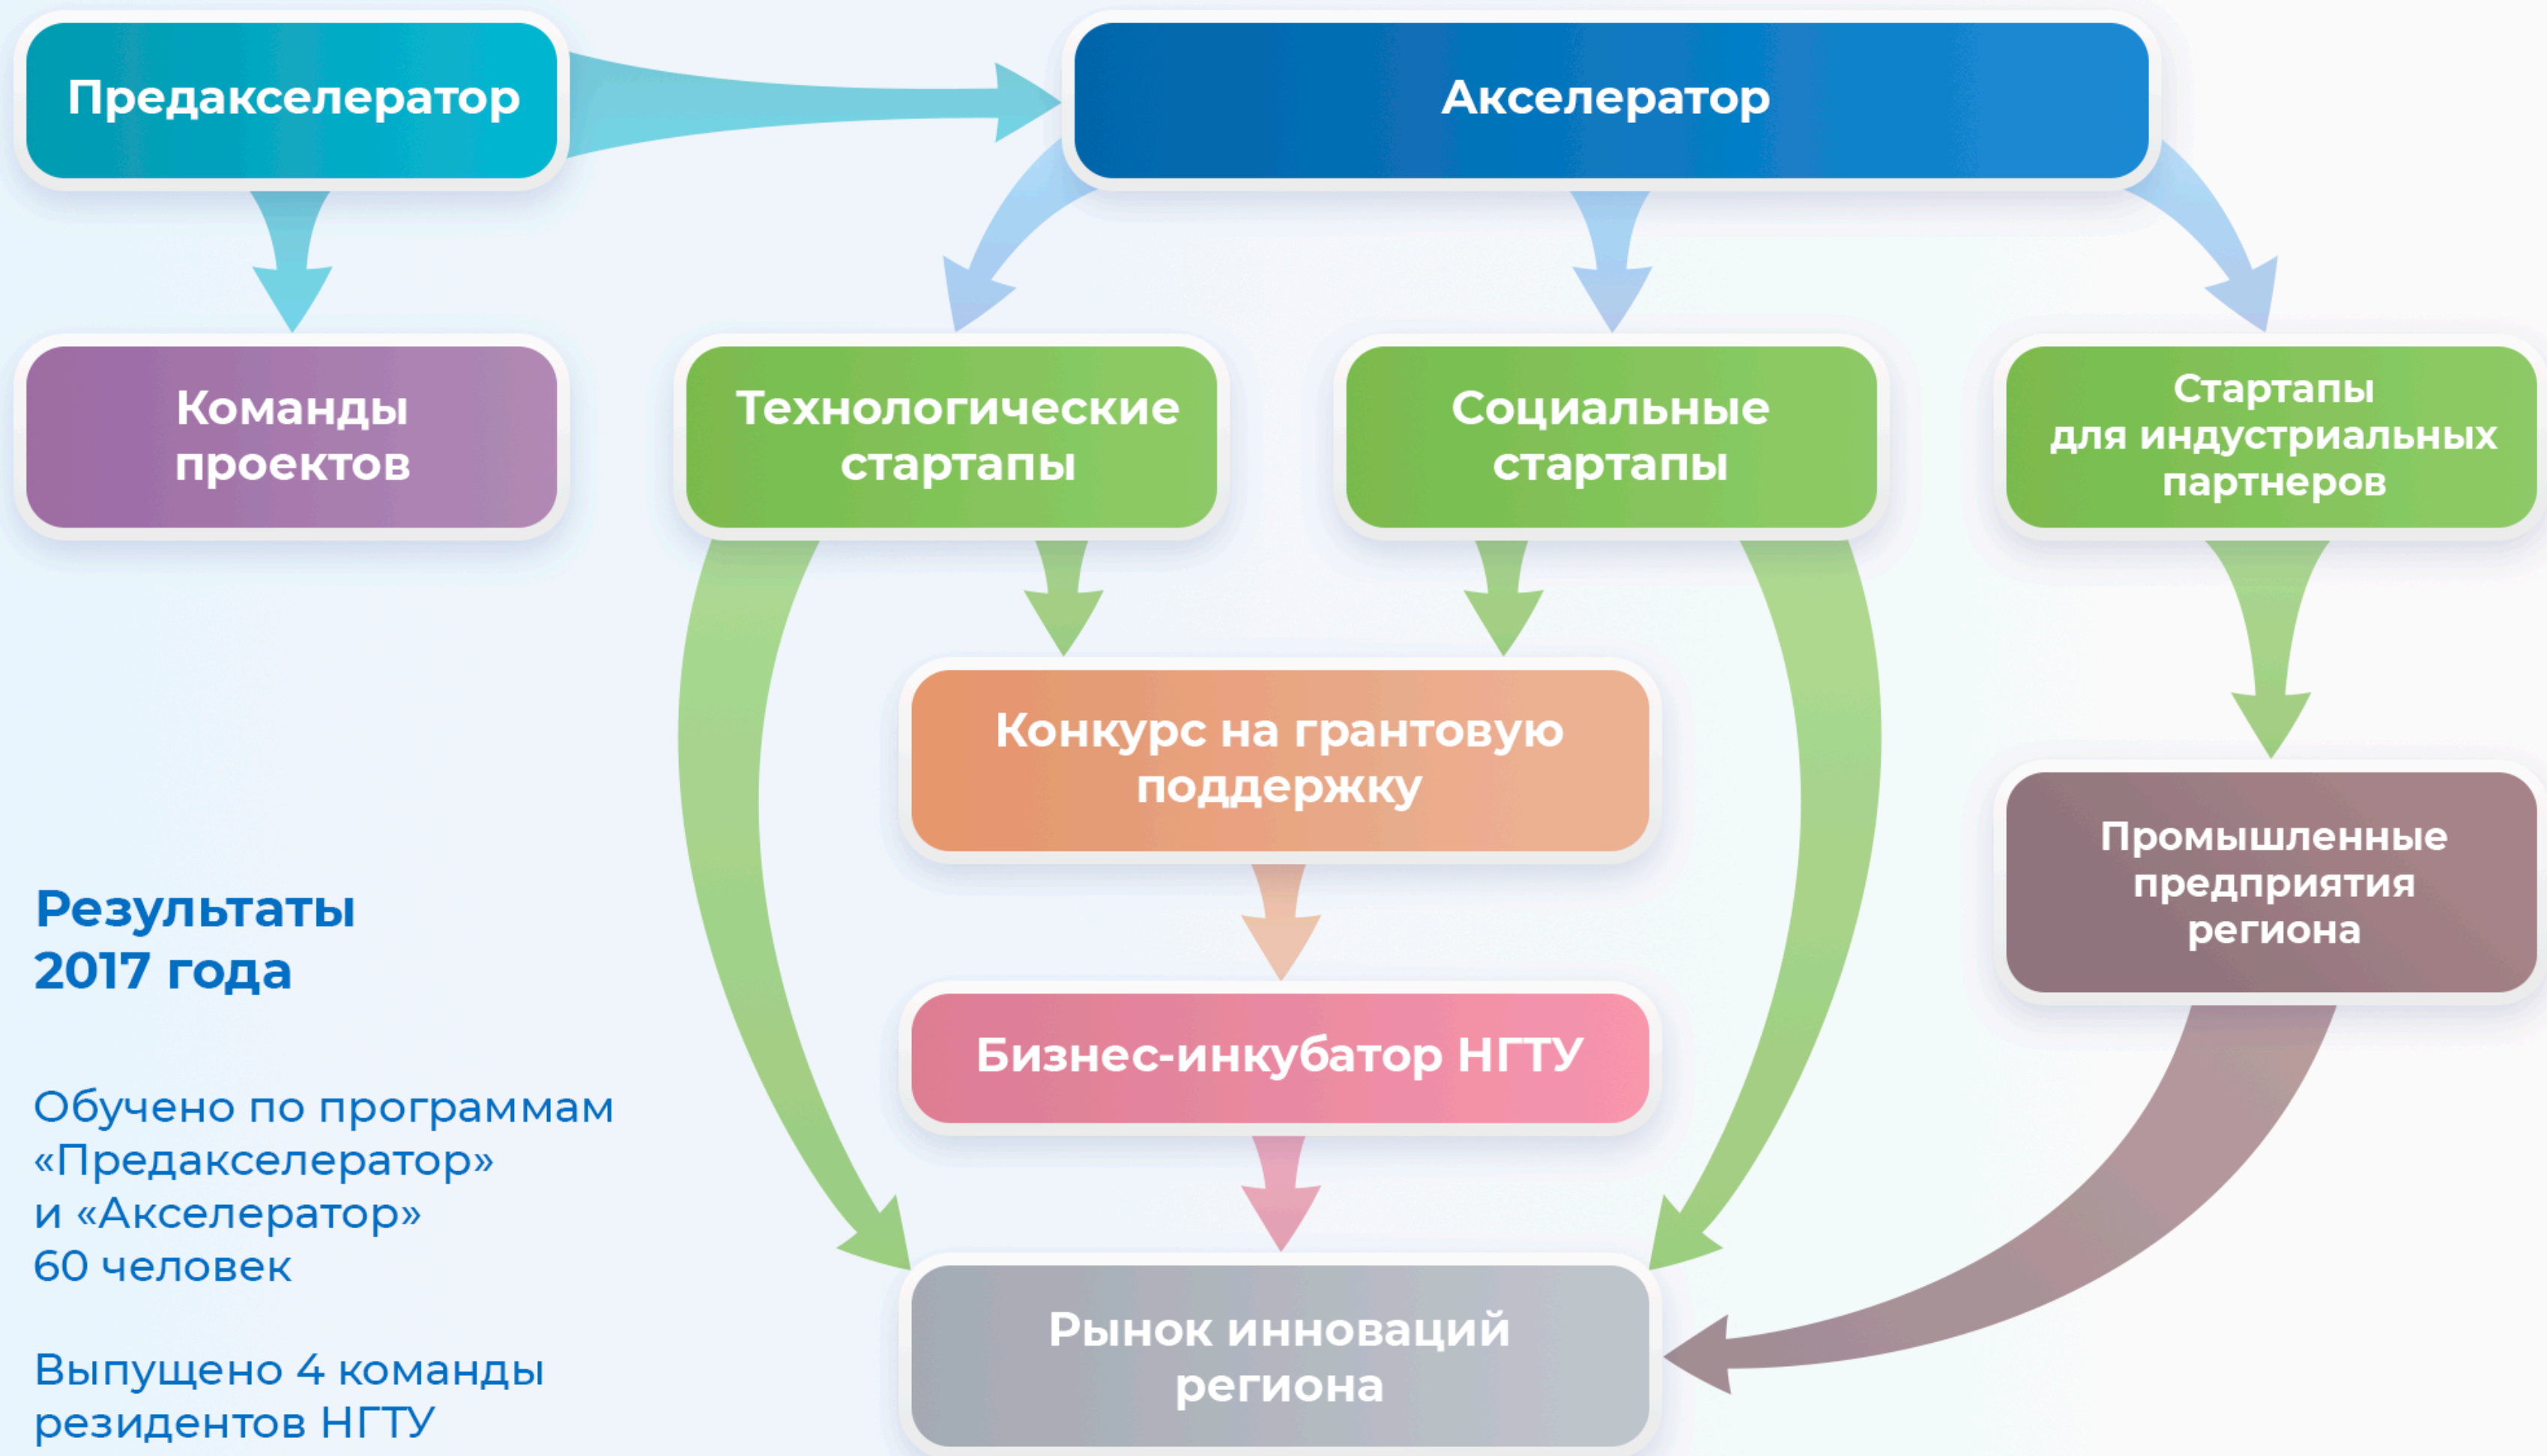 Предакселератор
Акселератор
Команды
проектов
Технологические
стартапы
Социальные
стартапы
Стартапы
для индустриальных
партнеров
Конкурс на грантовую
поддержку
Промышленные
предприятия
региона
Бизнес-инкубатор НГТУ
Рынок инноваций
региона
Результаты
2017 года
Обучено по программам
«Предакселератор»
и «Акселератор»
60 человек
Выпущено 4 команды
резидентов НГТУ